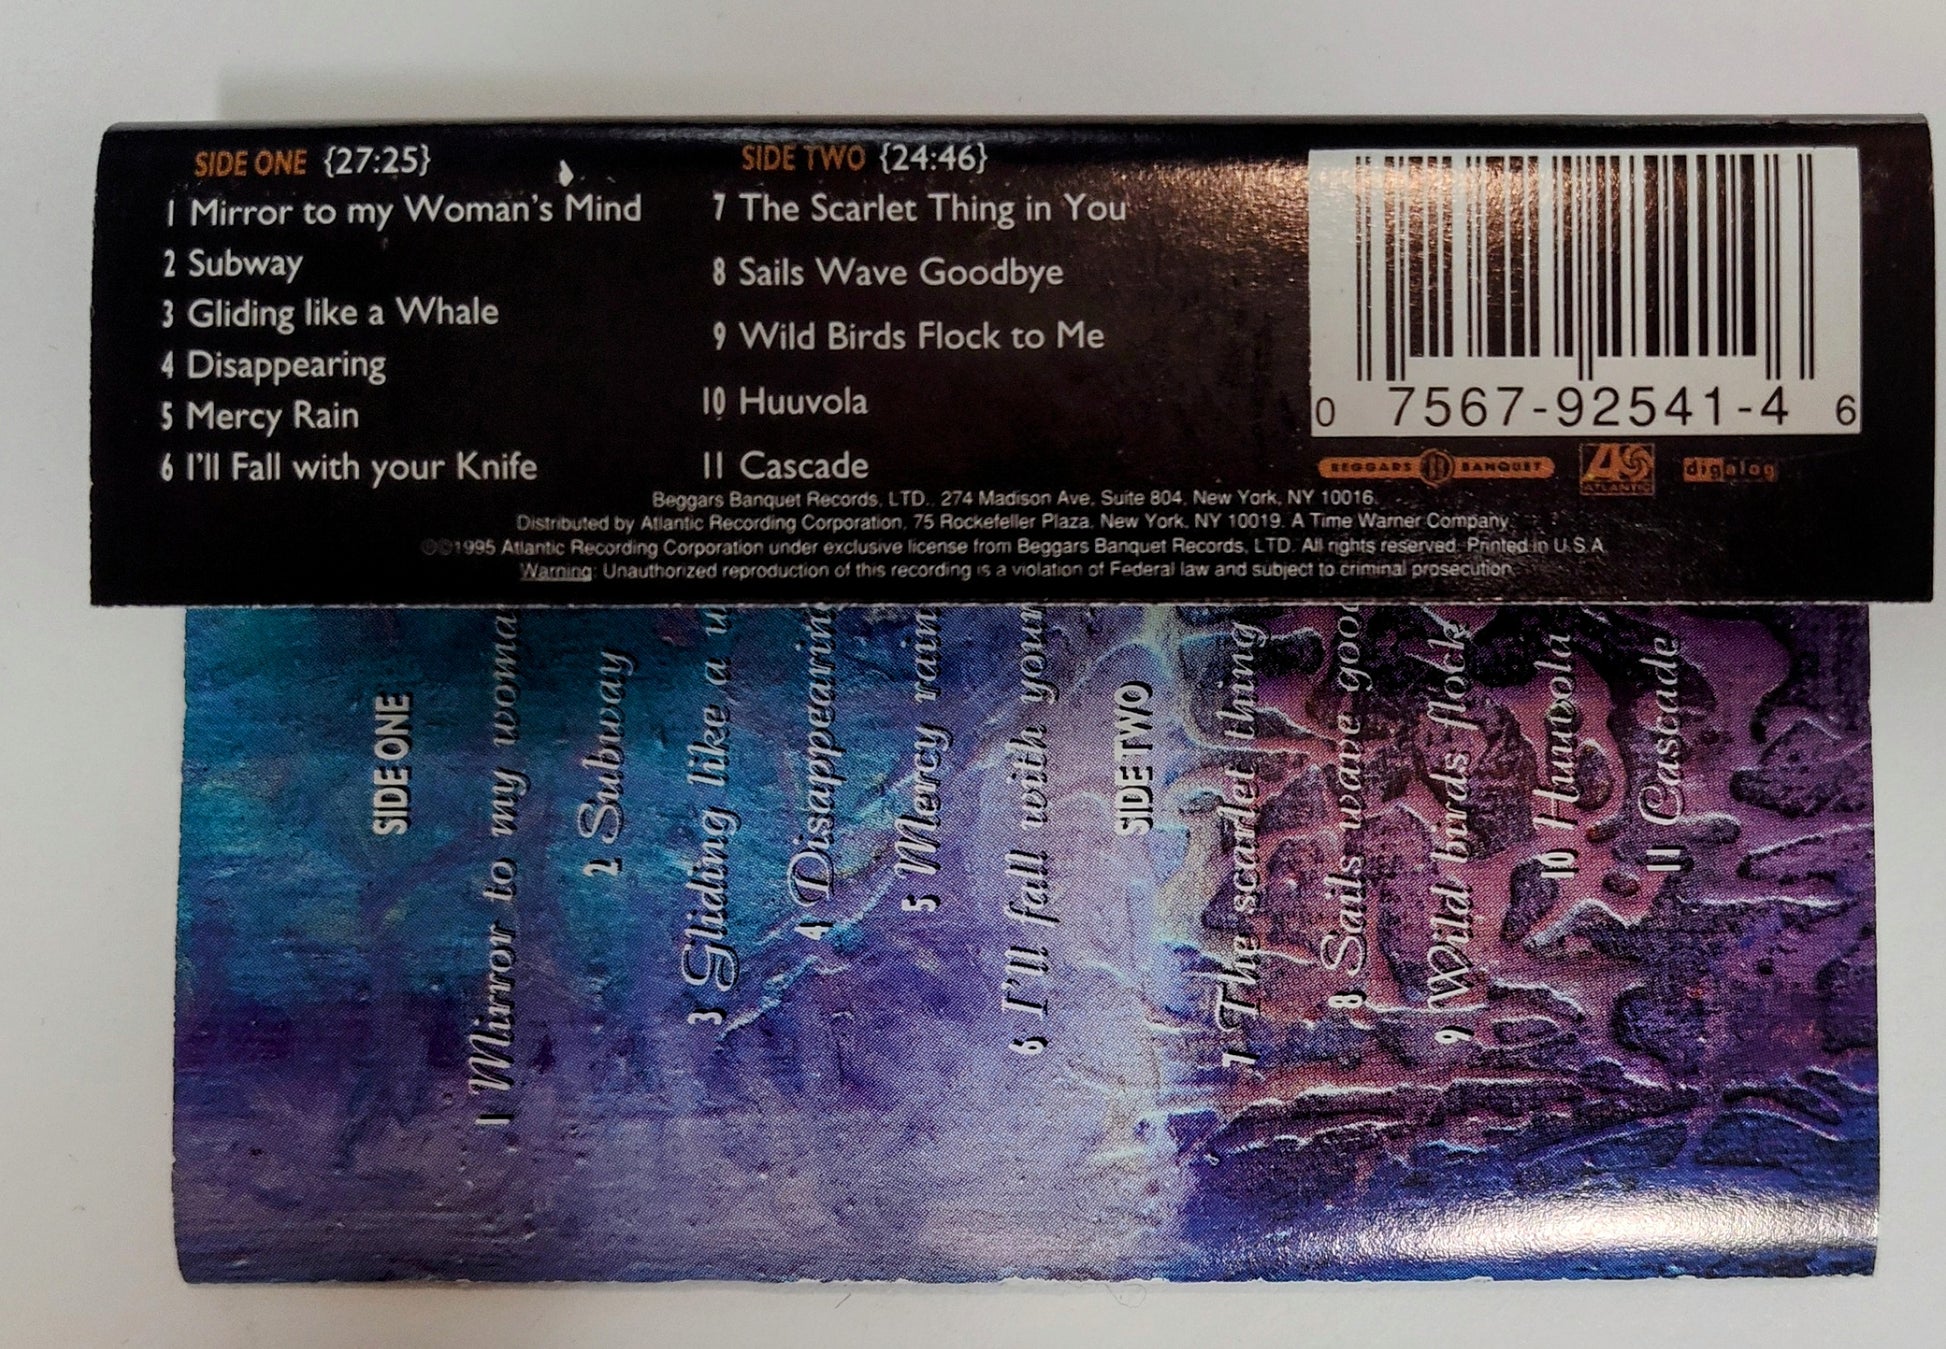 SIDE ONE {27:25}
1 Mirror to my Woman's Mind
2 Subway
3 Gliding like a Whale
4 Disappearing
5 Mercy Rain
6 I'll Fall with your Knife
SIDE TWO {24:46}
7 The Scarlet Thing in You
8 Sails Wave Goodbye
9 Wild Birds Flock to Me
10 Huuvola
11 Cascade
0 7567-92541-4 6
BEGGARS BANQUET
ATLANTIC
digalog
Beggars Banquet Records, LTD., 274 Madison Ave, Suite 804, New York, NY 10016.
Distributed by Atlantic Recording Corporation, 75 Rockefeller Plaza, New York, NY 10019. A Time Warner Company.
℗©1995 Atlantic Recording Corporation under exclusive license from Beggars Banquet Records, LTD. All rights reserved. Printed in U.S.A.
Warning: Unauthorized reproduction of this recording is a violation of Federal law and subject to criminal prosecution.
SIDE ONE
1 Mirror to my woma
2 Subway
3 Gliding like a w
4 Disappearing
5 Mercy rain
6 I'll fall with your
SIDE TWO
7 The scarlet thing
8 Sails wave good
9 Wild birds flock
10 Huuvola
11 Cascade